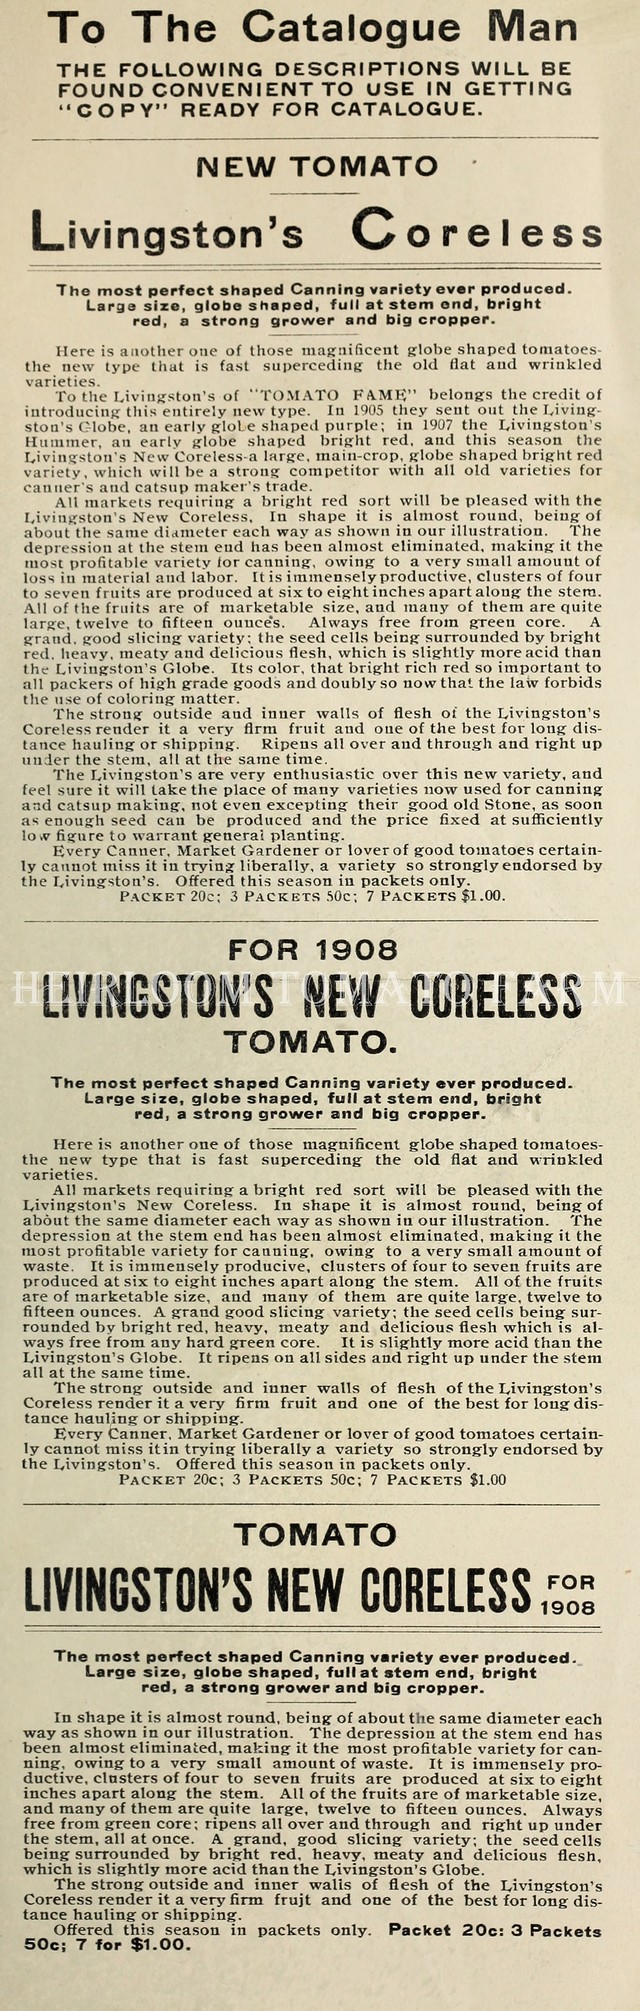 To The Catalogue Man
THE FOLLOWING DESCRIPTIONS WILL BE
FOUND CONVENIENT TO USE IN GETTING
"COPY" READY FOR CATALOGUE.
NEW TOMATO
Livingston's Coreless
The most perfect shaped Canning variety ever produced.
Large size, globe shaped, full at stem end, bright
red, a strong grower and big cropper.
Here is another one of those magnificent globe shaped tomatoes-
the new type that is fast superceding the old flat and wrinkled
varieties.
To the Livingston's of "TOMATO FAME" belongs the credit of
introducing this entirely new type. In 1905 they sent out the Living-
ston's Globe, an early globe shaped purple; in 1907 the Livingston's
Hummer, an early globe shaped bright red, and this season the
Livingston's New Coreless-a large, main-crop, globe shaped bright red
variety, which will be a strong competitor with all old varieties for
canner's and catsup maker's trade.
All markets requiring a bright red sort will be pleased with the
Livingston's New Coreless, In shape it is almost round, being of
about the same diameter each way as shown in our illustration. The
depression at the stem end has been almost eliminated, making it the
most profitable variety for canning, owing to a very small amount of
loss in material and labor. It is immensely productive, clusters of four
to seven fruits are produced at six to eight inches apart along the stem.
All of the fruits are of marketable size, and many of them are quite
large, twelve to fifteen ounces. Always free from green core. A
grand, good slicing variety; the seed cells being surrounded by bright
red, heavy, meaty and delicious flesh, which is slightly more acid than
the Livingston's Globe. Its color, that bright rich red so important to
all packers of high grade goods and doubly so now that the law forbids
the use of coloring matter.
The strong outside and inner walls of flesh of the Livingston's
Coreless render it a very firm fruit and one of the best for long dis-
tance hauling or shipping. Ripens all over and through and right up
under the stem, all at the same time.
The Livingston's are very enthusiastic over this new variety, and
feel sure it will take the place of many varieties now used for canning
and catsup making, not even excepting their good old Stone, as soon
as enough seed can be produced and the price fixed at sufficiently
low figure to warrant general planting.
Every Canner, Market Gardener or lover of good tomatoes certain-
ly cannot miss it in trying liberally, a variety so strongly endorsed by
the Livingston's. Offered this season in packets only.
PACKET 20c; 3 PACKETS 50c; 7 PACKETS $1.00.
FOR 1908
HEIRLOOM TOMATO FARM
LIVINGSTON'S NEW CORELESS
TOMATO.
The most perfect shaped Canning variety ever produced.
Large size, globe shaped, full at stem end, bright
red, a strong grower and big cropper.
Here is another one of those magnificent globe shaped tomatoes-
the new type that is fast superceding the old flat and wrinkled
varieties.
All markets requiring a bright red sort will be pleased with the
Livingston's New Coreless. In shape it is almost round, being of
about the same diameter each way as shown in our illustration. The
depression at the stem end has been almost eliminated, making it the
most profitable variety for canning, owing to a very small amount of
waste. It is immensely producive, clusters of four to seven fruits are
produced at six to eight inches apart along the stem. All of the fruits
are of marketable size, and many of them are quite large, twelve to
fifteen ounces. A grand good slicing variety; the seed cells being sur-
rounded by bright red, heavy, meaty and delicious flesh which is al-
ways free from any hard green core. It is slightly more acid than the
Livingston's Globe. It ripens on all sides and right up under the stem
all at the same time.
The strong outside and inner walls of flesh of the Livingston's
Coreless render it a very firm fruit and one of the best for long dis-
tance hauling or shipping.
Every Canner, Market Gardener or lover of good tomatoes certain-
ly cannot miss it in trying liberally a variety so strongly endorsed by
the Livingston's. Offered this season in packets only.
PACKET 20c; 3 PACKETS 50c; 7 PACKETS $1.00
TOMATO
LIVINGSTON'S NEW CORELESS FOR 1908
The most perfect shaped Canning variety ever produced.
Large size, globe shaped, full at stem end, bright
red, a strong grower and big cropper.
In shape it is almost round, being of about the same diameter each
way as shown in our illustration. The depression at the stem end has
been almost eliminated, making it the most profitable variety for can-
ning, owing to a very small amount of waste. It is immensely pro-
ductive, clusters of four to seven fruits are produced at six to eight
inches apart along the stem. All of the fruits are of marketable size,
and many of them are quite large, twelve to fifteen ounces. Always
free from green core; ripens all over and through and right up under
the stem, all at once. A grand, good slicing variety; the seed cells
being surrounded by bright red, heavy, meaty and delicious flesh,
which is slightly more acid than the Livingston's Globe.
The strong outside and inner walls of flesh of the Livingston's
Coreless render it a very firm fruit and one of the best for long dis-
tance hauling or shipping.
Offered this season in packets only. Packet 20c: 3 Packets
50c; 7 for $1.00.